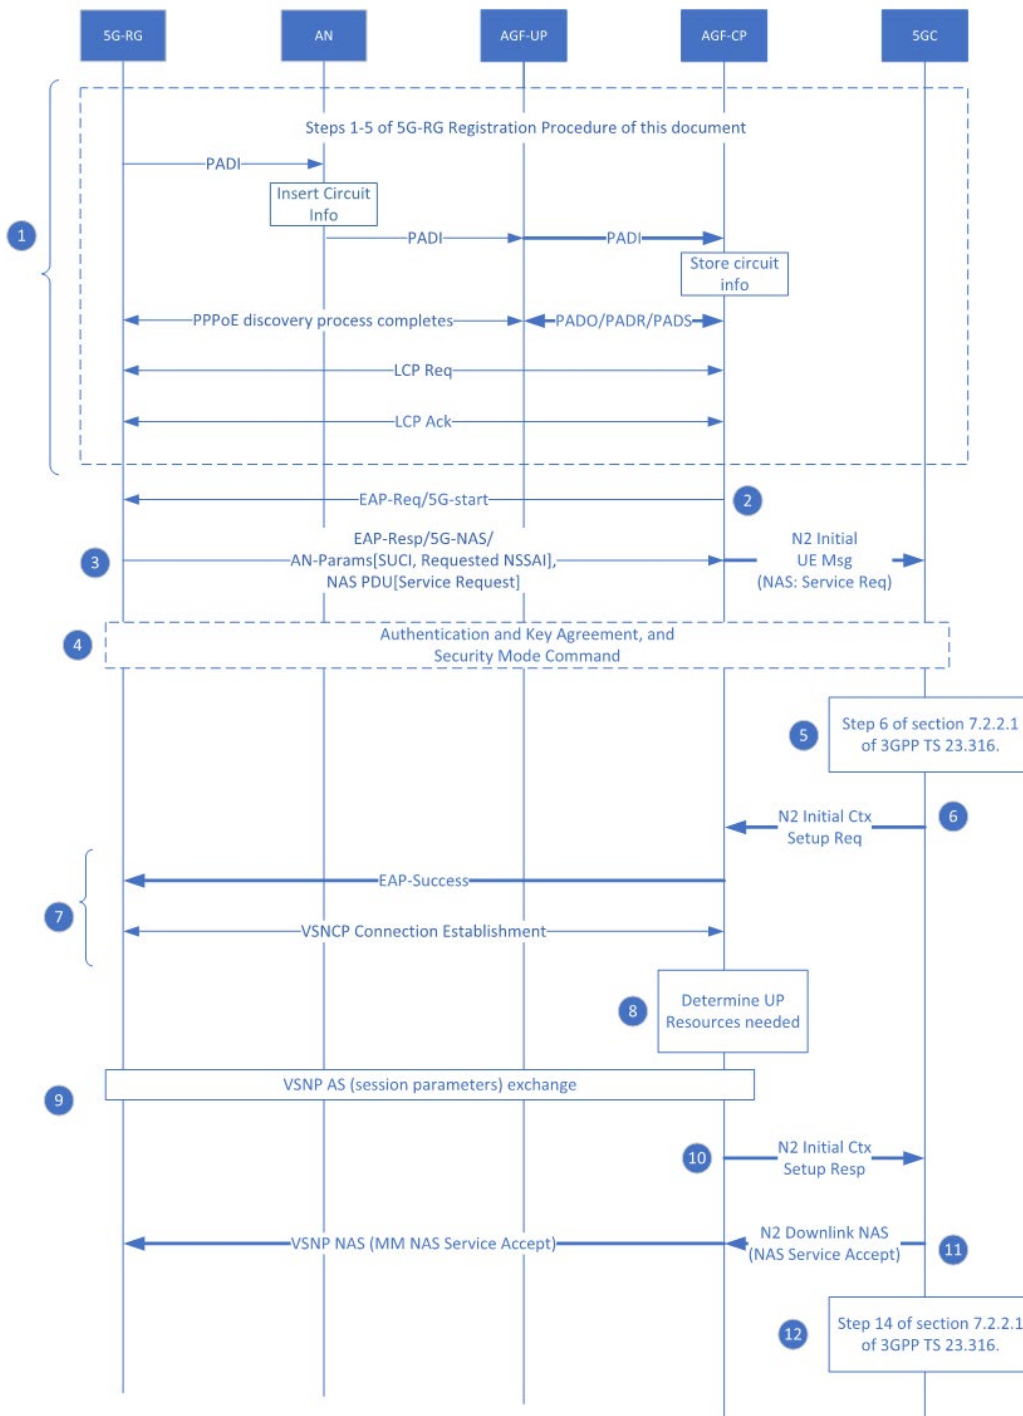 5G-RG
AN
AGF-UP
AGF-CP
5GC
Steps 1-5 of 5G-RG Registration Procedure of this document
PADI
Insert Circuit
Info
1
PADI
PADI
Store circuit
info
PPPoE discovery process completes
PADO/PADR/PADS
LCP Req
LCP Ack
EAP-Req/5G-start
2
3
EAP-Resp/5G-NAS/
AN-Params[SUCI, Requested NSSAI],
NAS PDU[Service Request]
N2 Initial
UE Msg
(NAS: Service Req)
4
Authentication and Key Agreement, and
Security Mode Command
5
Step 6 of section 7.2.2.1
of 3GPP TS 23.316.
N2 Initial Ctx
Setup Req
6
EAP-Success
7
VSNCP Connection Establishment
8
Determine UP
Resources needed
9
VSNP AS (session parameters) exchange
10
N2 Initial Ctx
Setup Resp
VSNP NAS (MM NAS Service Accept)
N2 Downlink NAS
(NAS Service Accept)
11
12
Step 14 of section 7.2.2.1
of 3GPP TS 23.316.